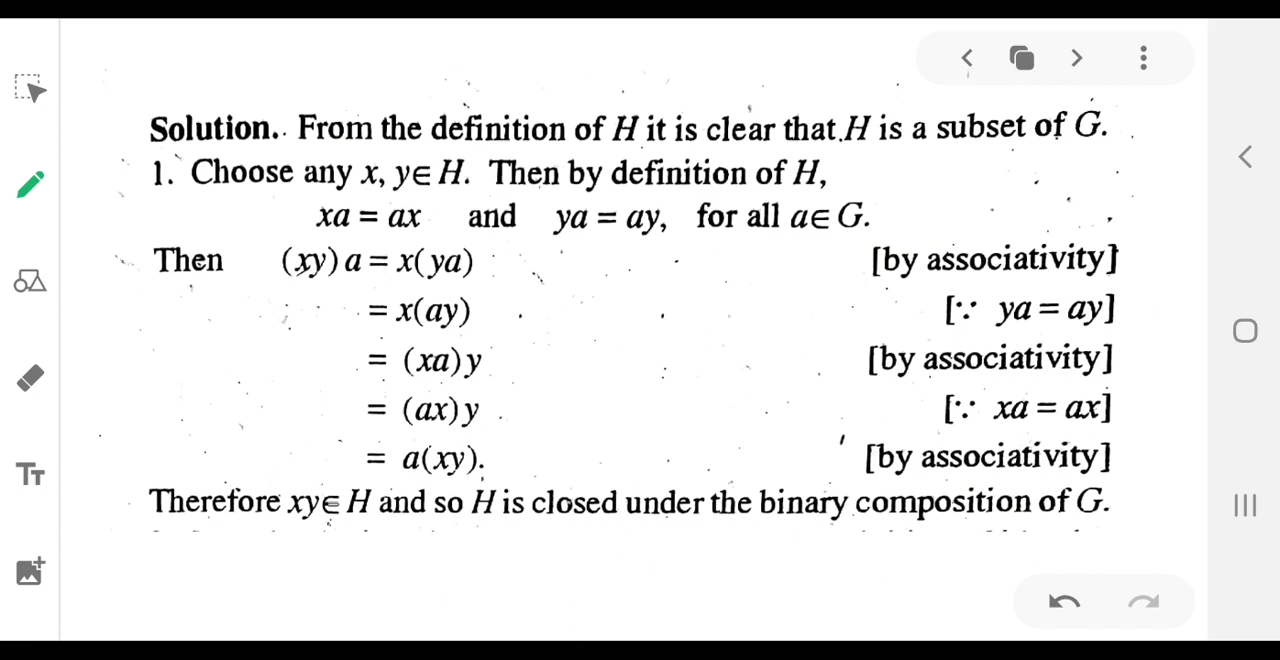 Solution. From the definition of H it is clear that H is a subset of G.
1. Choose any x, y∈ H. Then by definition of H,
xa = ax and ya = ay, for all a∈ G.
Then (xy) a = x(ya) [by associativity]
= x(ay) [∵ ya = ay]
= (xa) y [by associativity]
= (ax) y [∵ xa = ax]
= a(xy). [by associativity]
Therefore xy∈ H and so H is closed under the binary composition of G.
TT